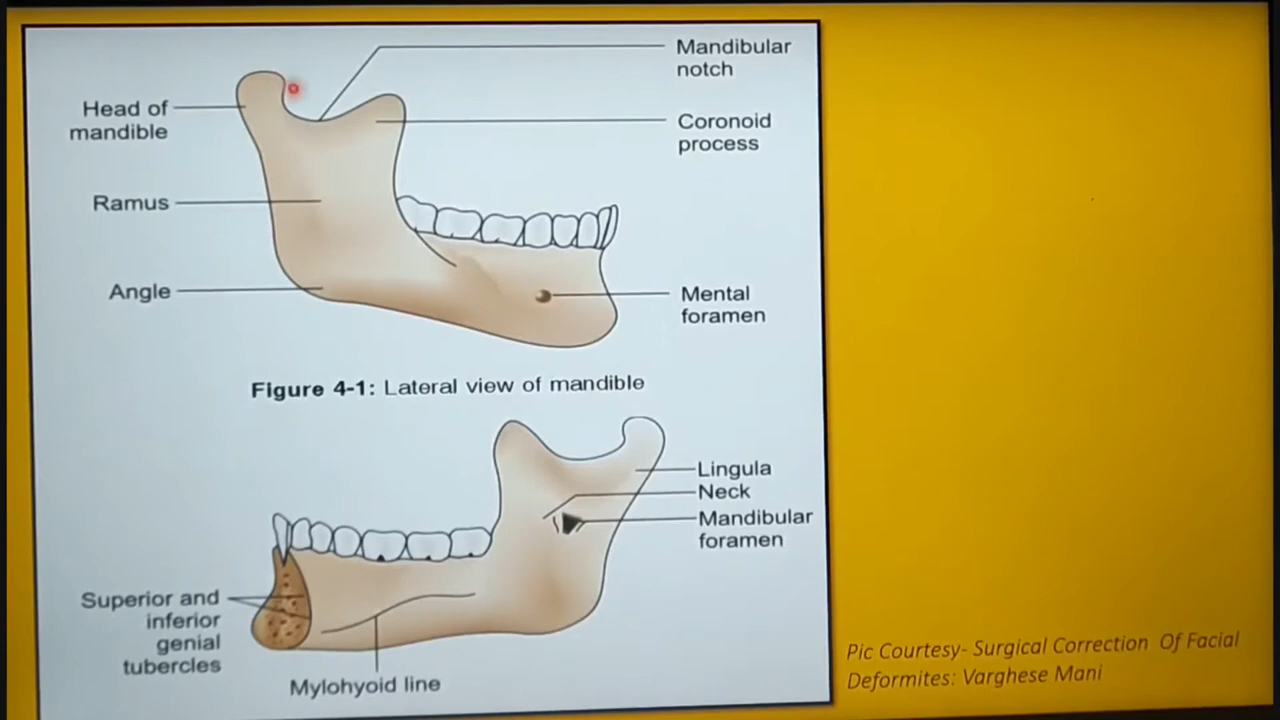 Mandibular
notch
Head of
mandible
Coronoid
process
Ramus
Angle
Mental
foramen
Figure 4-1: Lateral view of mandible
Lingula
Neck
Mandibular
foramen
Superior and
inferior
genial
tubercles
Mylohyoid line
Pic Courtesy- Surgical Correction Of Facial
Deformites: Varghese Mani